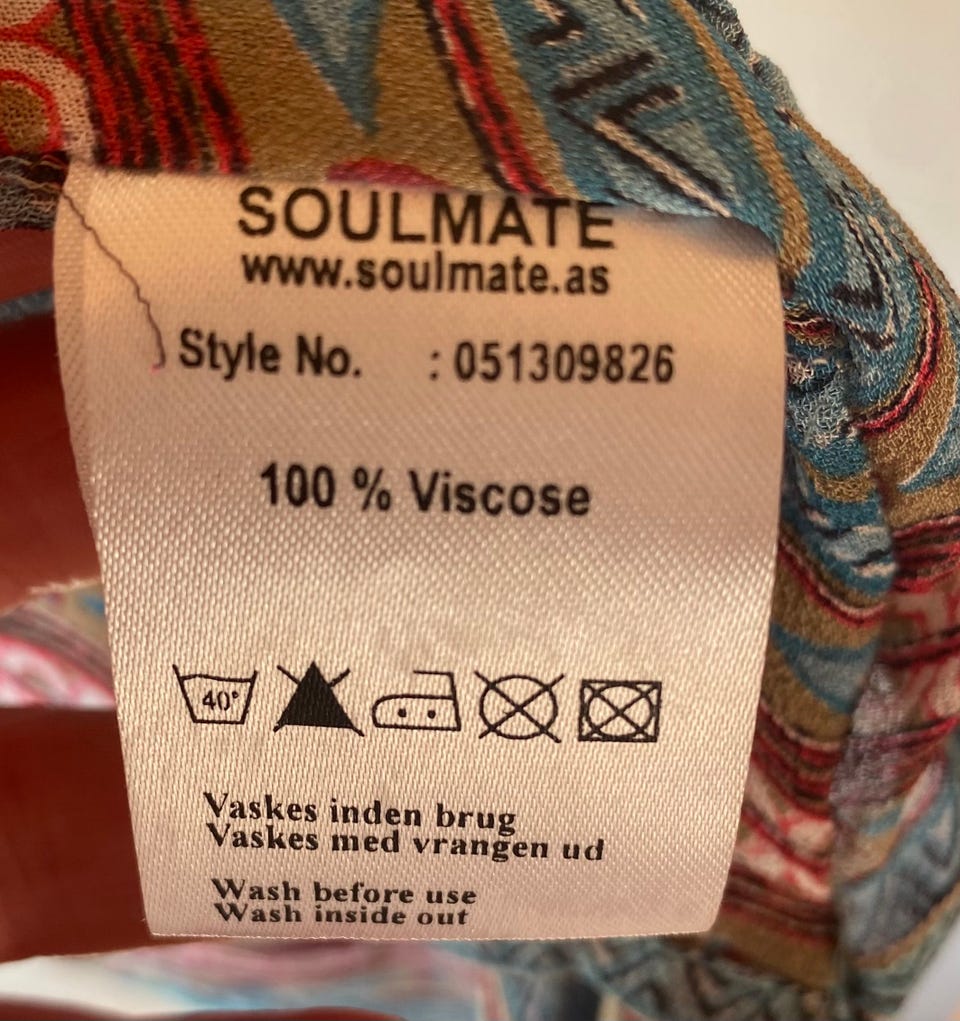 SOULMATE
www.soulmate.as
Style No. : 051309826
100 % Viscose
40°
Vaskes inden brug
Vaskes med vrangen ud
Wash before use
Wash inside out